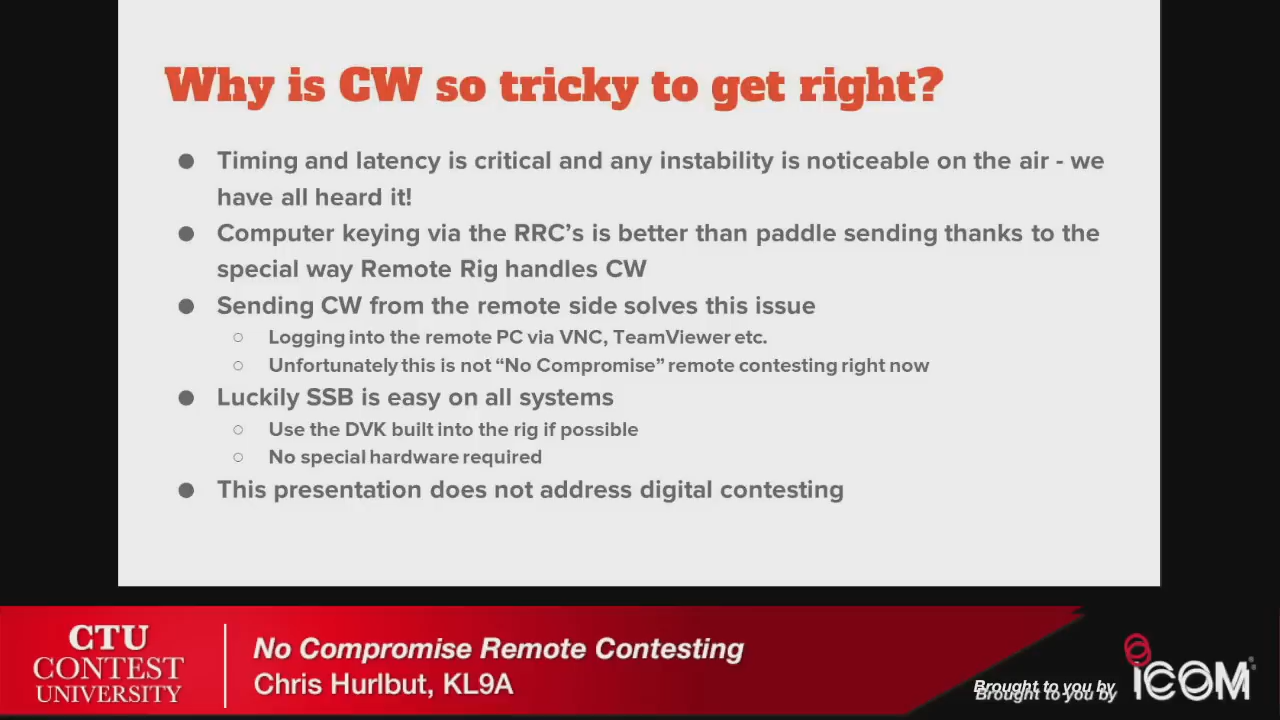 Why is CW so tricky to get right?
● Timing and latency is critical and any instability is noticeable on the air - we
have all heard it!
● Computer keying via the RRC’s is better than paddle sending thanks to the
special way Remote Rig handles CW
● Sending CW from the remote side solves this issue
○ Logging into the remote PC via VNC, TeamViewer etc.
○ Unfortunately this is not “No Compromise” remote contesting right now
● Luckily SSB is easy on all systems
○ Use the DVK built into the rig if possible
○ No special hardware required
● This presentation does not address digital contesting
CTU
CONTEST
UNIVERSITY
No Compromise Remote Contesting
Chris Hurlbut, KL9A
Brought to you by
ICOM